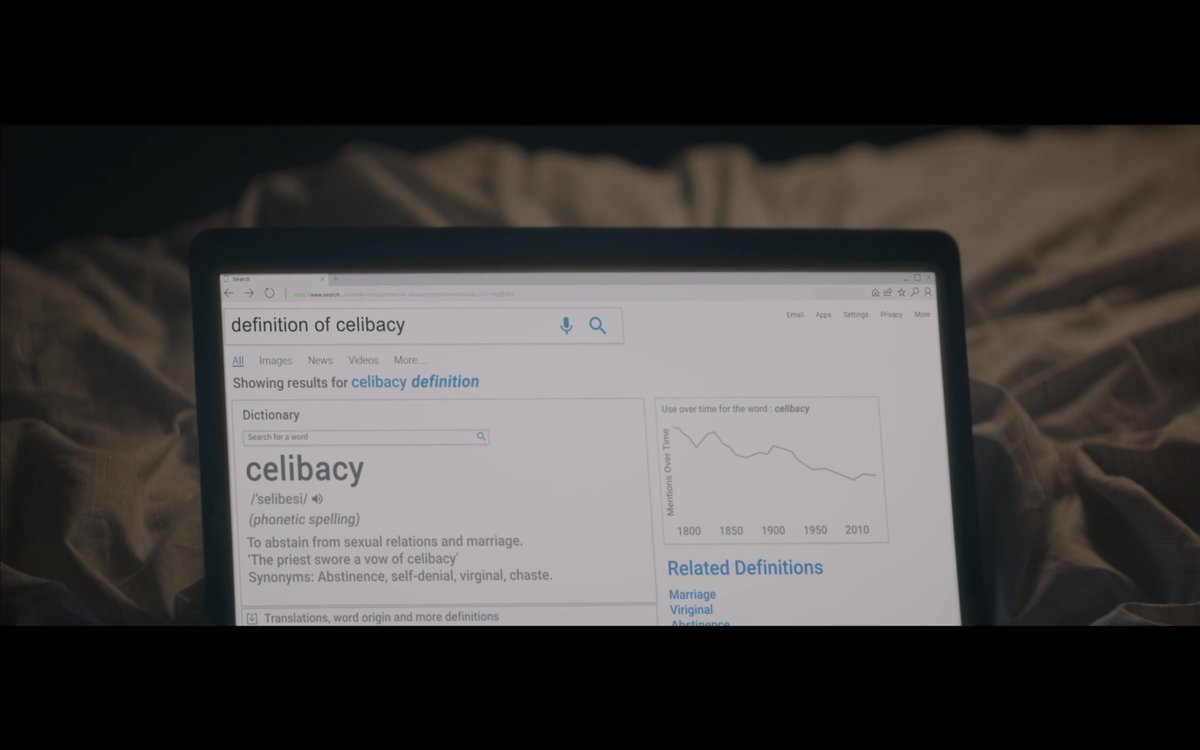 Search
https://www.search.
Email Apps Settings Privacy More
definition of celibacy
All Images News Videos More....
Showing results for celibacy definition
Dictionary
Search for a word
celibacy
/'selibesi/
(phonetic spelling)
To abstain from sexual relations and marriage.
'The priest swore a vow of celibacy'
Synonyms: Abstinence, self-denial, virginal, chaste.
Translations, word origin and more definitions
Use over time for the word : celibacy
Mentions Over Time
1800 1850 1900 1950 2010
Related Definitions
Marriage
Viriginal
Abstinence